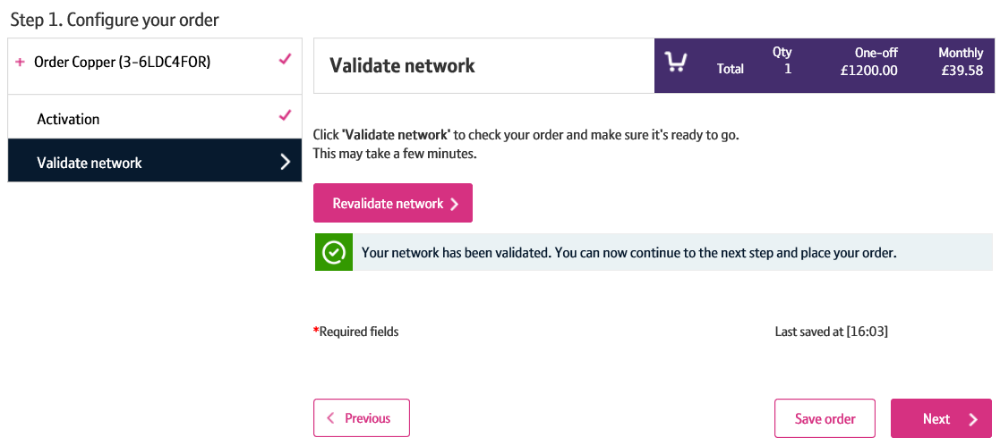 Step 1. Configure your order
+ Order Copper (3-6LDC4FOR)
Activation
Validate network
Validate network
Total
Qty
1
One-off
£1200.00
Monthly
£39.58
Click 'Validate network' to check your order and make sure it's ready to go.
This may take a few minutes.
Revalidate network
Your network has been validated. You can now continue to the next step and place your order.
*Required fields
Last saved at [16:03]
Previous
Save order
Next